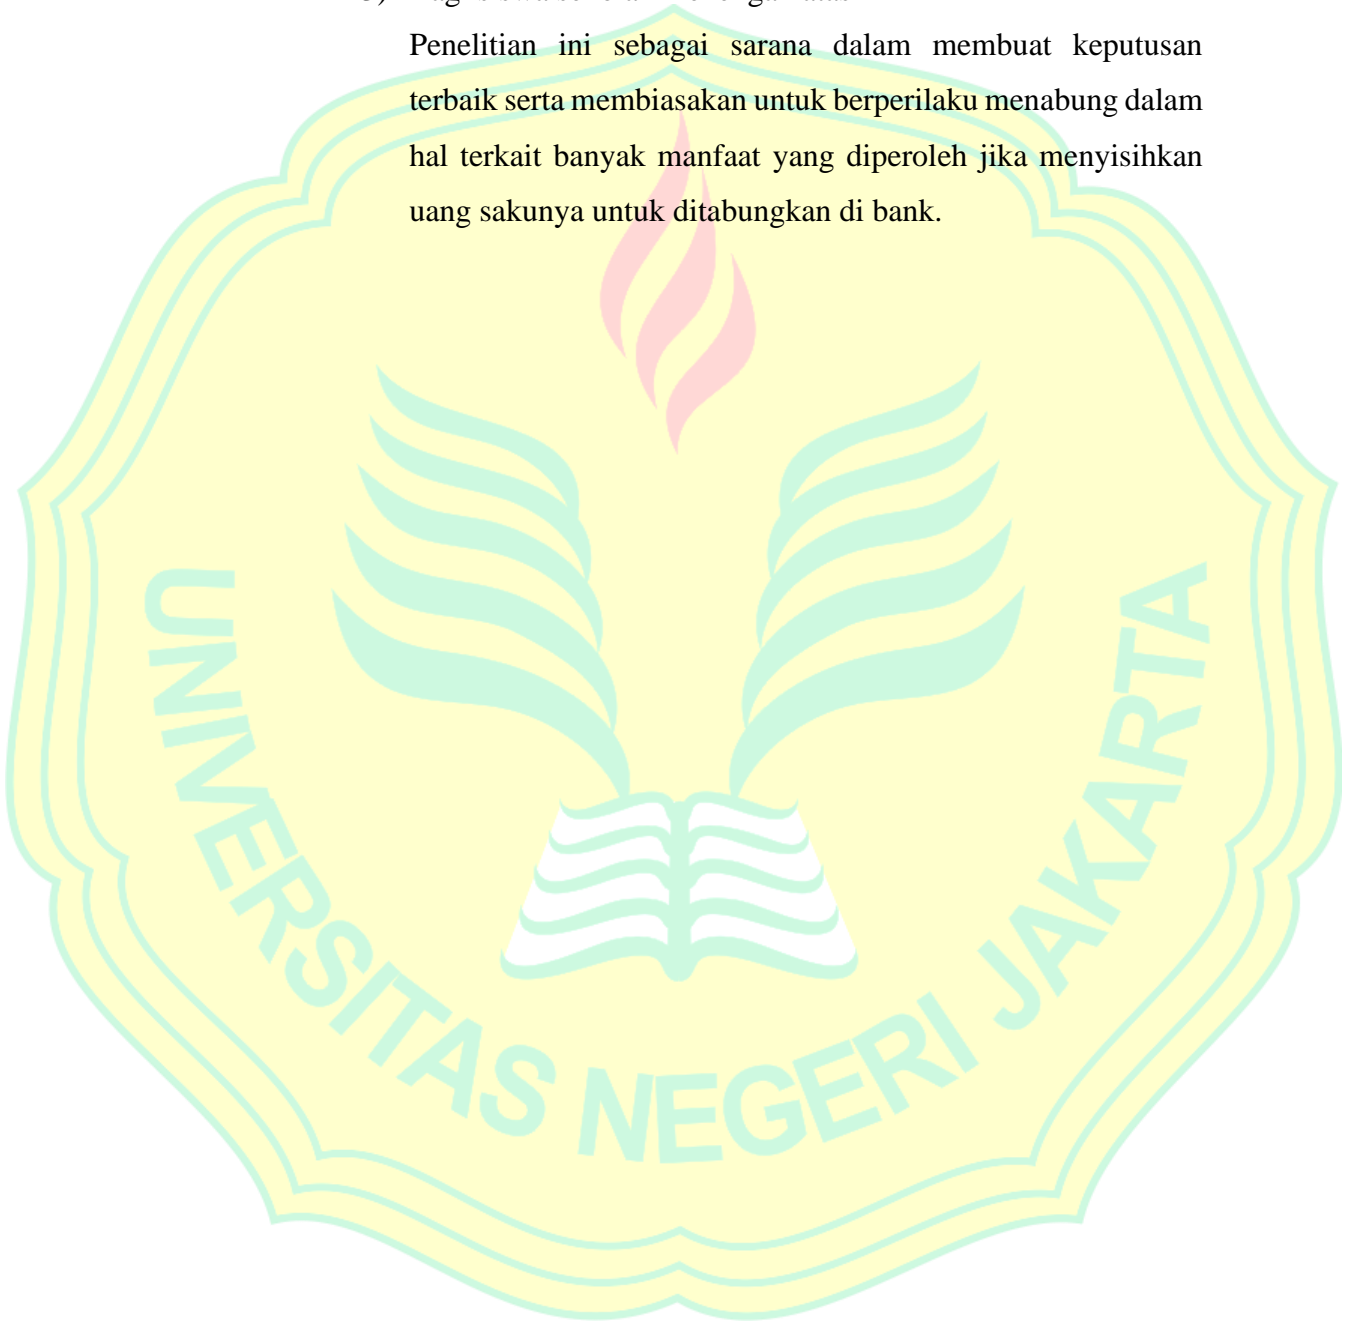 Penelitian ini sebagai sarana dalam membuat keputusan
terbaik serta membiasakan untuk berperilaku menabung dalam
hal terkait banyak manfaat yang diperoleh jika menyisihkan
uang sakunya untuk ditabungkan di bank.
UNIVERSITAS NEGERI JAKARTA